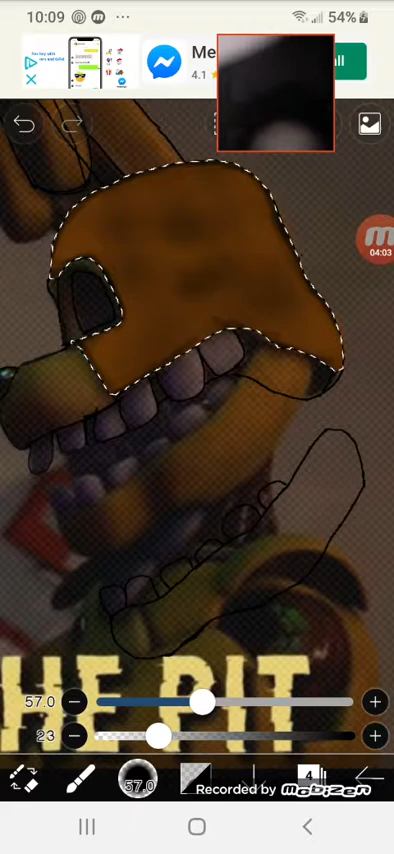 10:09 54%
Me
4.1 all
04:03
HE PIT
57.0
23
57.0 4
Recorded by Mobizen